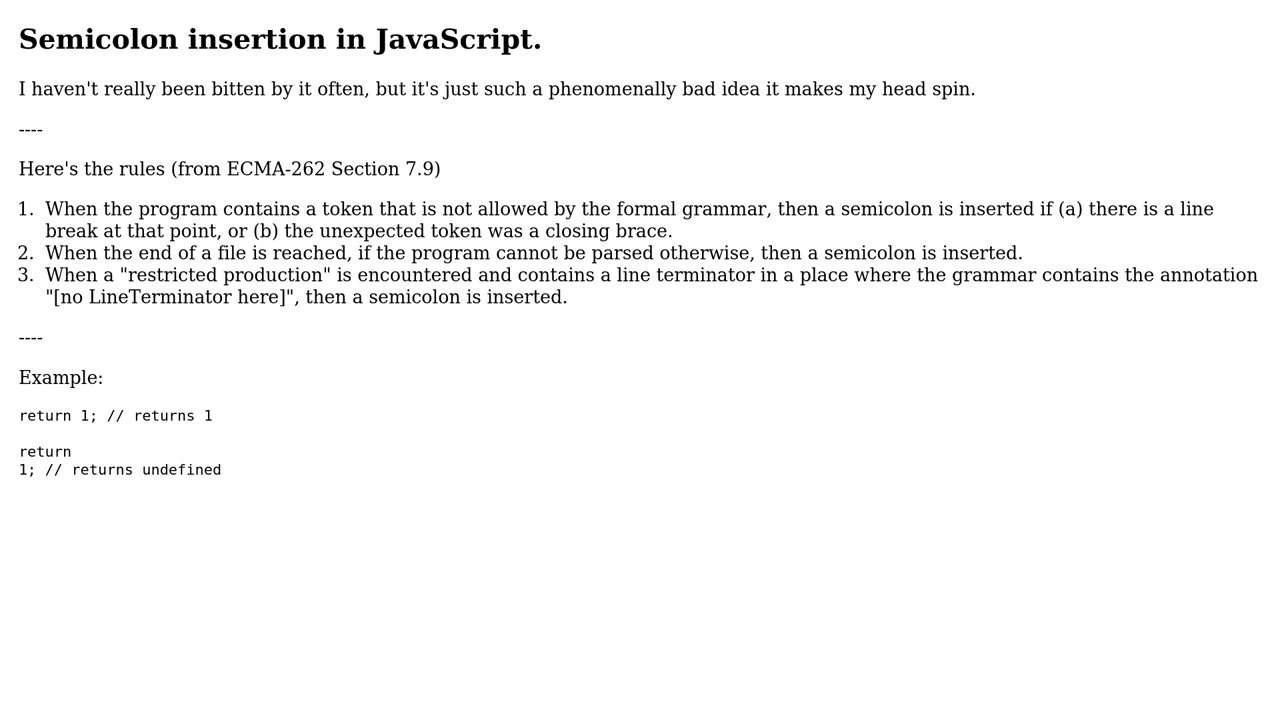 Semicolon insertion in JavaScript.
I haven't really been bitten by it often, but it's just such a phenomenally bad idea it makes my head spin.
----
Here's the rules (from ECMA-262 Section 7.9)
1. When the program contains a token that is not allowed by the formal grammar, then a semicolon is inserted if (a) there is a line
break at that point, or (b) the unexpected token was a closing brace.
2. When the end of a file is reached, if the program cannot be parsed otherwise, then a semicolon is inserted.
3. When a "restricted production" is encountered and contains a line terminator in a place where the grammar contains the annotation
"[no LineTerminator here]", then a semicolon is inserted.
----
Example:
return 1; // returns 1
return
1; // returns undefined